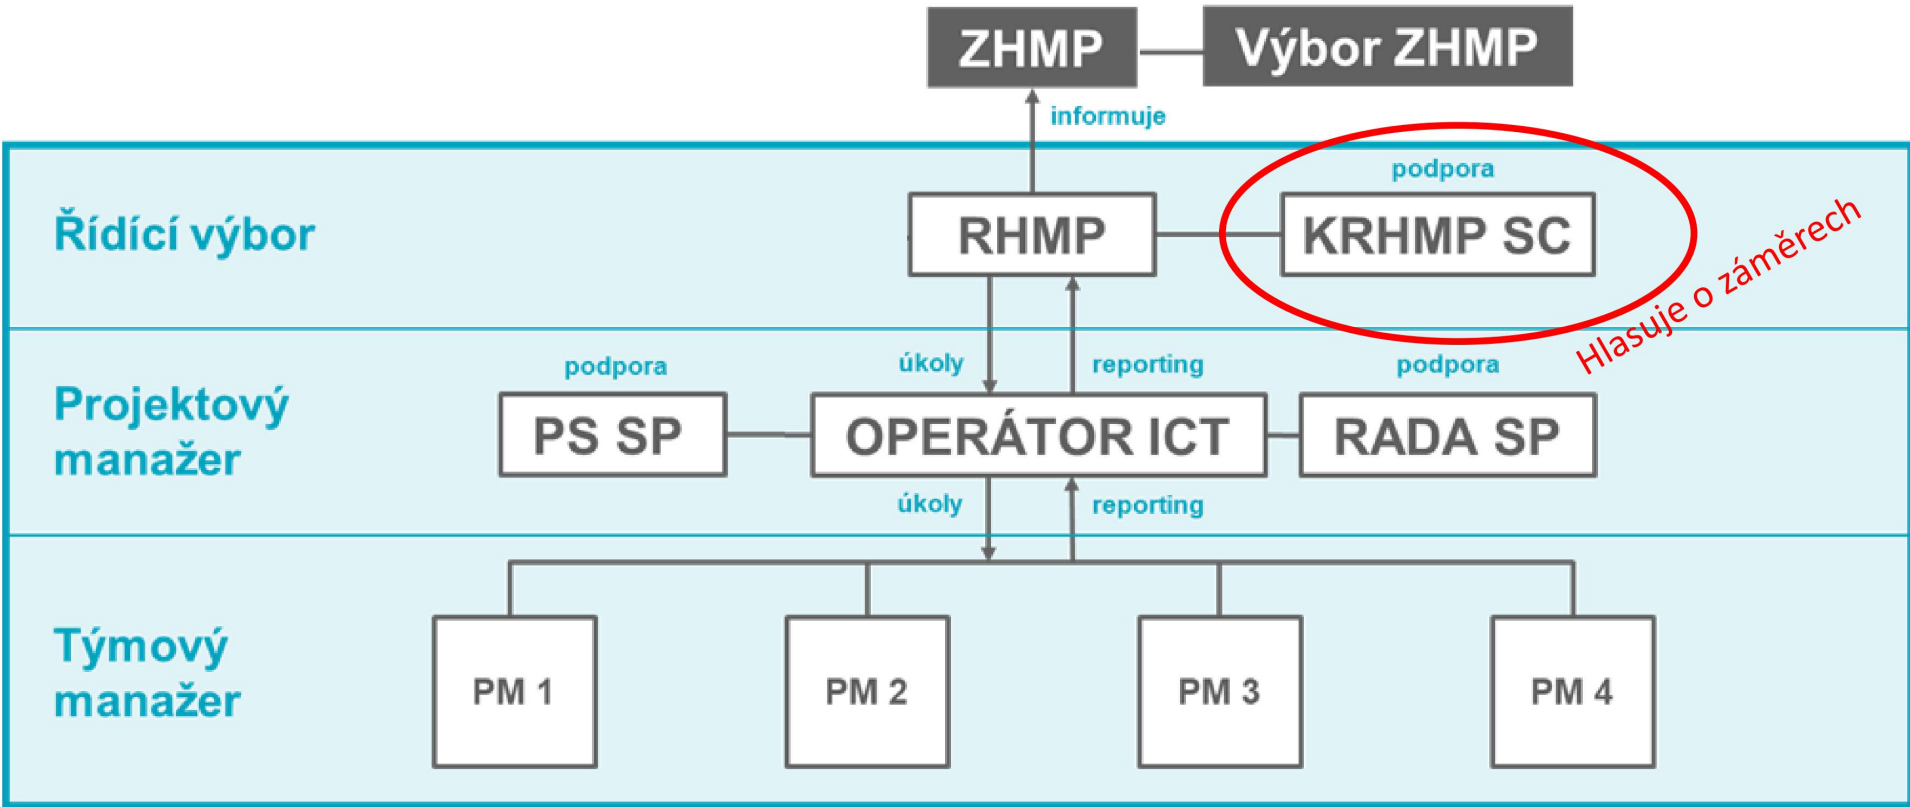 ZHMP
Výbor ZHMP
informuje
podpora
Řídící výbor
RHMP
KRHMP SC
Hlasuje o záměrech
podpora
úkoly
reporting
podpora
Projektový
manažer
PS SP
OPERÁTOR ICT
RADA SP
úkoly
reporting
Týmový
manažer
PM 1
PM 2
PM 3
PM 4